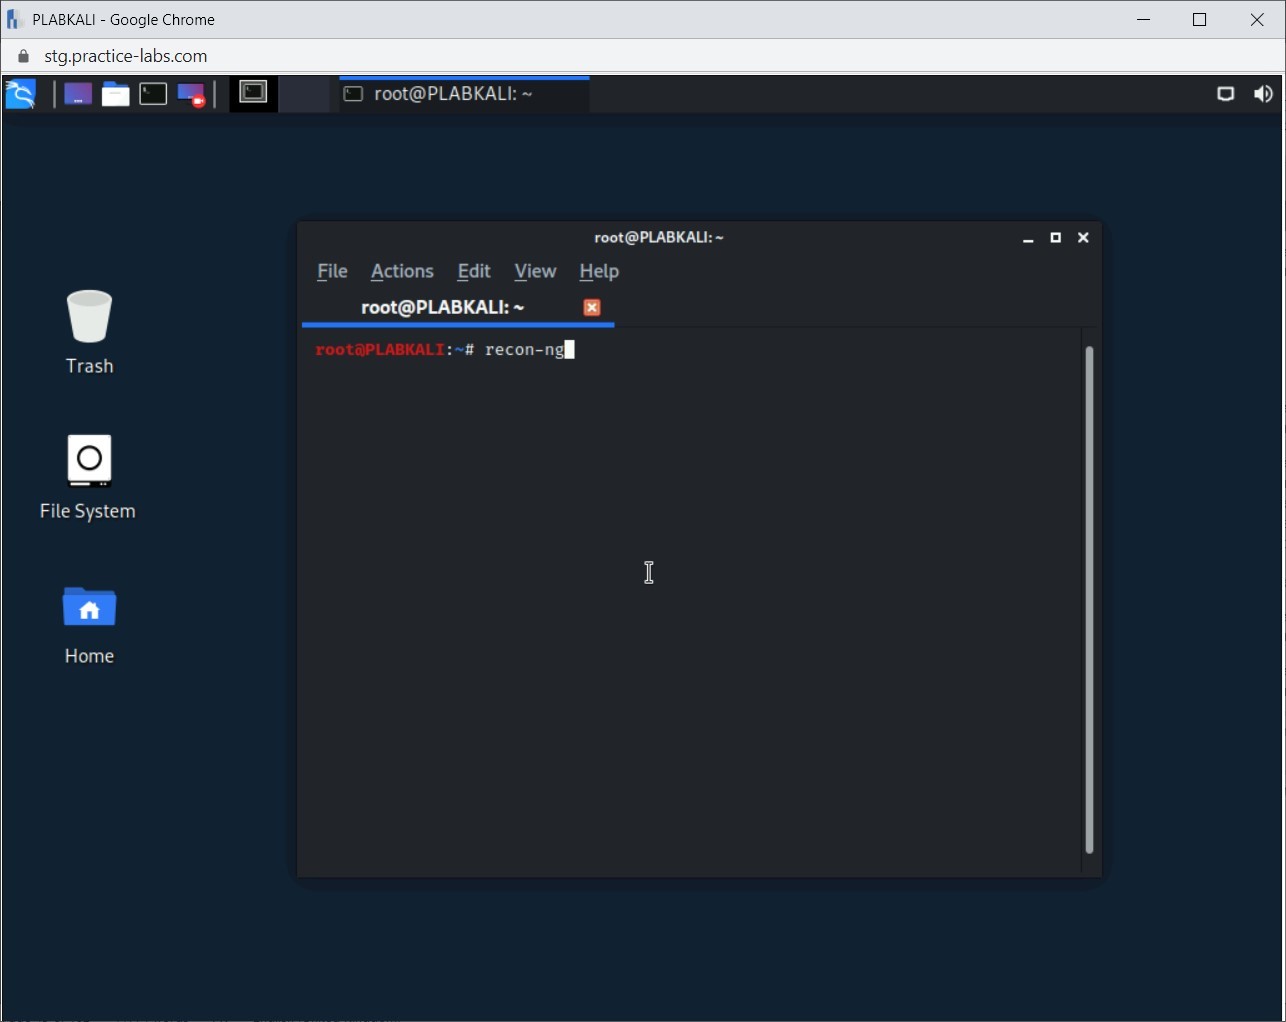 PLABKALI - Google Chrome
stg.practice-labs.com
root@PLABKALI: ~
root@PLABKALI: ~
File Actions Edit View Help
root@PLABKALI: ~
root@PLABKALI:~# recon-ng
Trash
File System
Home